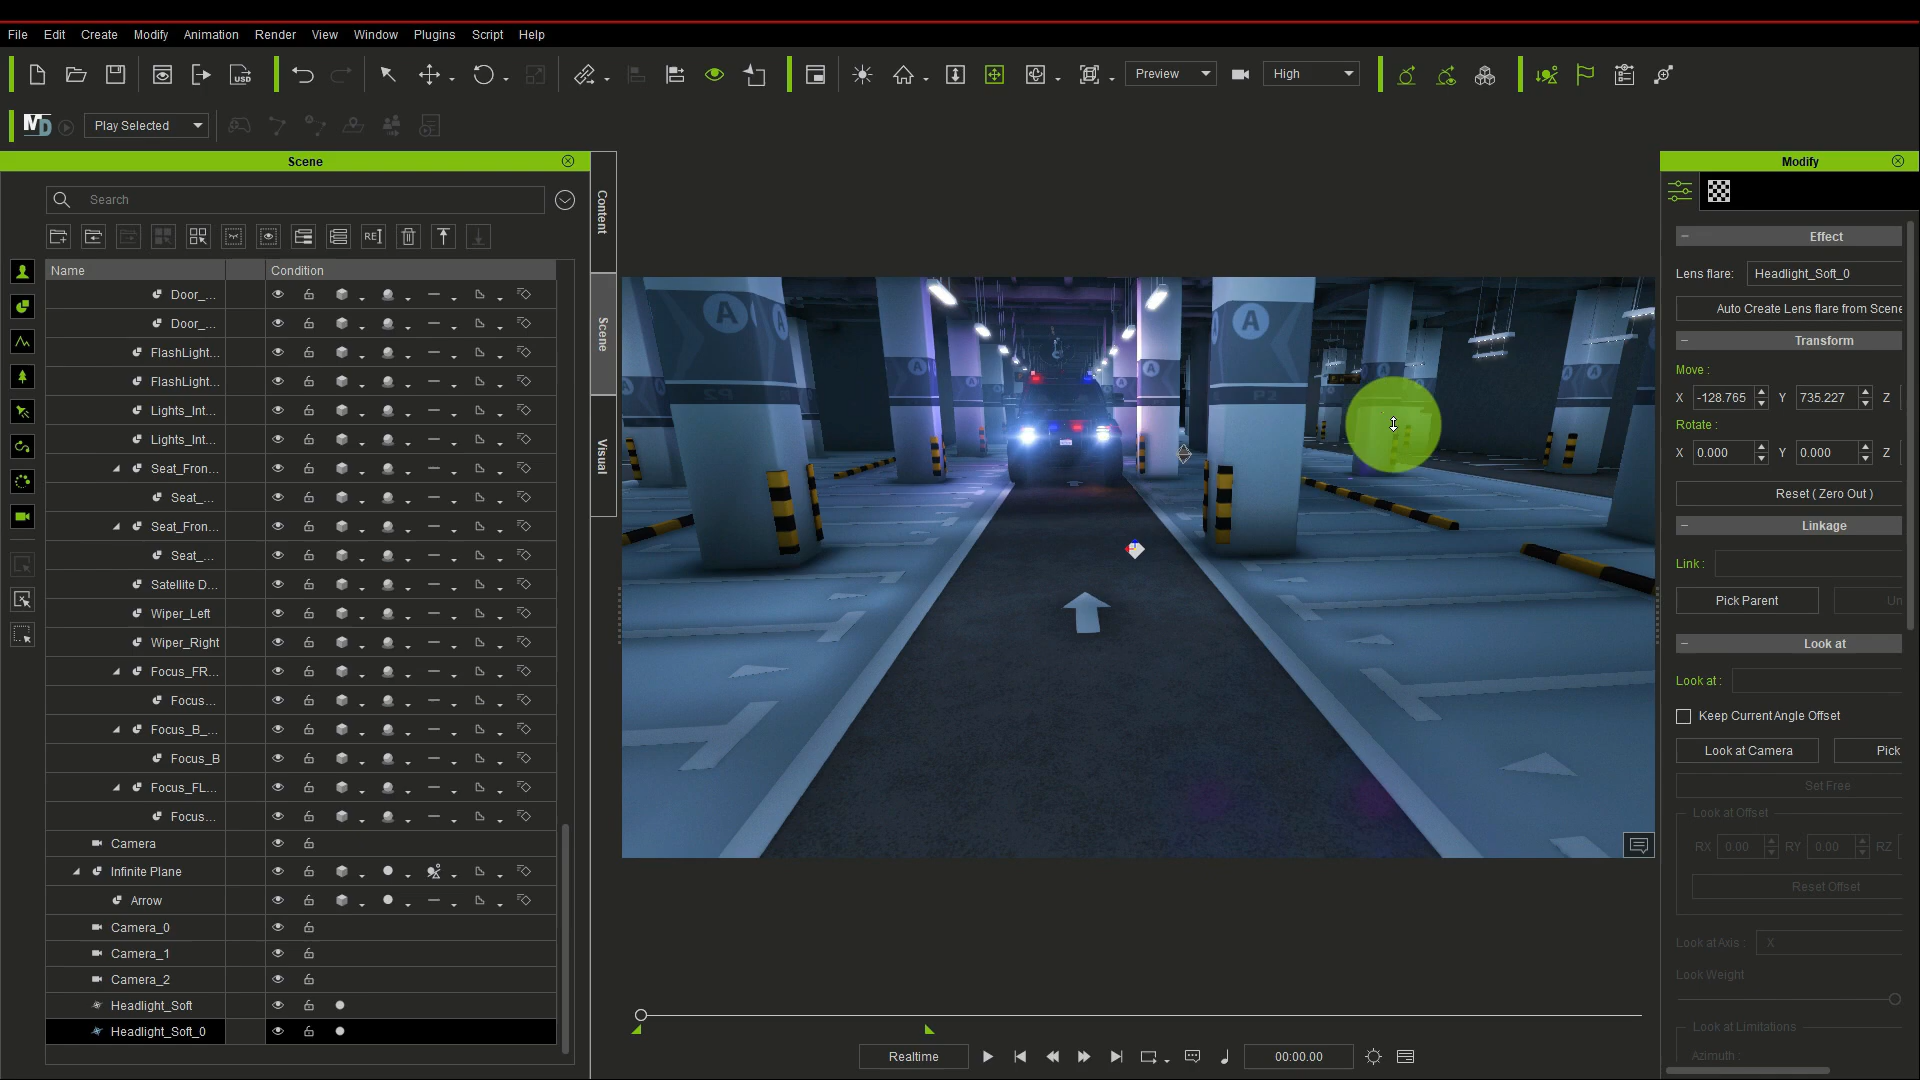 File Edit Create Modify Animation Render View Window Plugins Script Help
USD Preview High
MD Play Selected
Scene
Content
Scene
Visual
Modify
Search
REI
Name Condition
Door_...
Door_...
FlashLight...
FlashLight...
Lights_Int...
Lights_Int...
Seat_Fron...
Seat_...
Seat_Fron...
Seat_...
Satellite D...
Wiper_Left
Wiper_Right
Focus_FR...
Focus...
Focus_B_...
Focus_B
Focus_FL...
Focus...
Camera
Infinite Plane
Arrow
Camera_0
Camera_1
Camera_2
Headlight_Soft
Headlight_Soft_0
A
A
Effect
Lens flare: Headlight_Soft_0
Auto Create Lens flare from Scene
Transform
Move :
X -128.765 Y 735.227 Z
Rotate :
X 0.000 Y 0.000 Z
Reset ( Zero Out )
Linkage
Link :
Pick Parent Un
Look at
Look at :
Keep Current Angle Offset
Look at Camera Pick
Set Free
Look at Offset
RX 0.00 RY 0.00 RZ
Reset Offset
Look at Axis : X
Look Weight
Look at Limitations
Azimuth :
Realtime 00:00.00